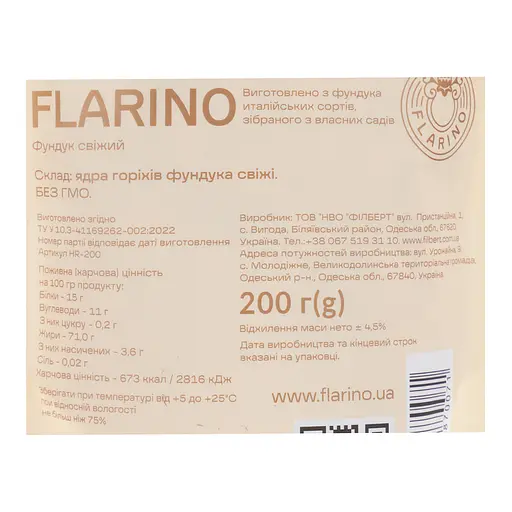 FLARINO
Фундук свіжий
Виготовлено з фундука
італійських сортів,
зібраного з власних садів
FLARINO
Склад: ядра горіхів фундука свіжі.
БЕЗ ГМО.
Виготовлено згідно
ТУ У 10.3-41169262-002:2022
Номер партії відповідає даті виготовлення
Артикул HR-200
Поживна (харчова) цінність
на 100 гр продукту:
Білки - 15 г
Вуглеводи - 11 г
З них цукру - 0,2 г
Жири - 71,0 г
З них насичених - 3,6 г
Сіль - 0,02 г
Харчова цінність - 673 ккал / 2816 кДж
Зберігати при температурі від +5 до +25°C
при відносній вологості
не більш ніж 75%
Виробник: ТОВ "НВО "ФІЛБЕРТ" вул. Пристанційна 1,
с. Вигода, Біляївський район, Одеська обл., 67620
Україна. Тел.:+38 067 519 31 10. www.filbert.com.ua
Адреса потужностей виробництва: вул. Урожайна 9,
с. Молодіжне, Великодолинська територіальна громада,
Одеський р-н., Одеська обл., 67840, Україна
200 г(g)
Відхилення маси нето ± 4,5%
Дата виробництва та кінцевий строк
вказані на упаковці.
www.flarino.ua